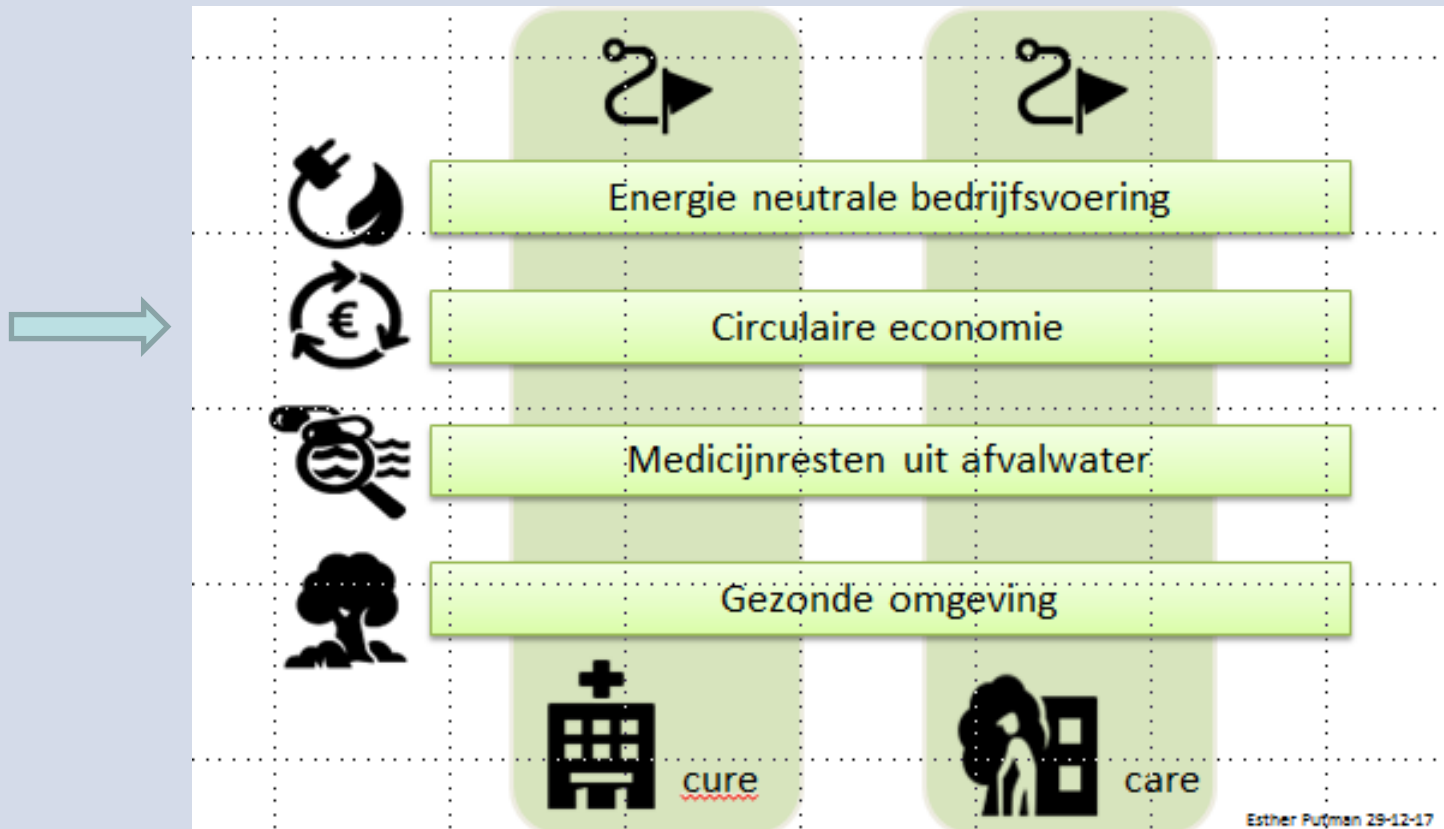 Energie neutrale bedrijfsvoering
€
Circulaire economie
Medicijnresten uit afvalwater
Gezonde omgeving
cure
care
Esther Putman 29-12-17